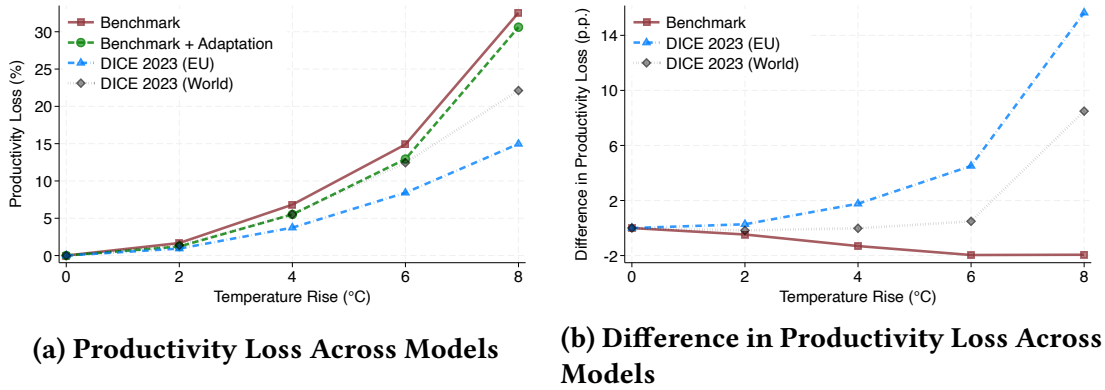 Productivity Loss (%)
30
25
20
15
10
5
0
Benchmark
Benchmark + Adaptation
DICE 2023 (EU)
DICE 2023 (World)
0 2 4 6 8
Temperature Rise (°C)
(a) Productivity Loss Across Models
Difference in Productivity Loss (p.p.)
14
10
6
2
-2
Benchmark
DICE 2023 (EU)
DICE 2023 (World)
0 2 4 6 8
Temperature Rise (°C)
(b) Difference in Productivity Loss Across
Models